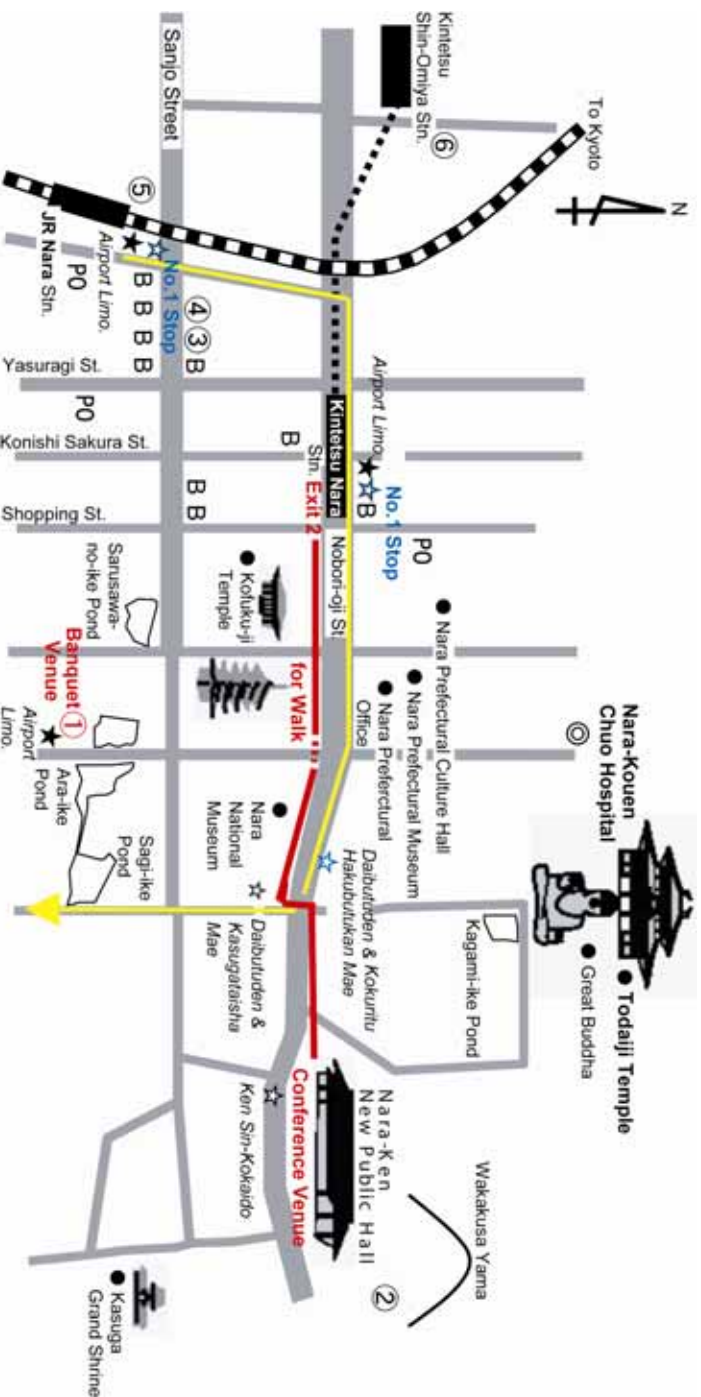 Kintetsu
Shin-Omiya Stn.
⑥
To Kyoto
N
Sanjo Street
⑤
JR Nara Stn.
Airport Limo.
No.1 Stop
PO
B B B B
④ ③ B
Yasuragi St.
PO
Konishi Sakura St.
Shopping St.
B
B B
Airport Limo.
No.1 Stop
B
PO
Kintetsu Nara
Stn.
Exit 2
Nobori-oji St.
Kofuku-ji
Temple
for Walk
Sarusawa-
no-ike Pond
Banquet ①
Venue
Airport
Limo.
Ara-ike
Pond
Sagi-ike
Pond
Nara Prefectural Culture Hall
Nara Prefectural Museum
Nara Preferctural
Office
Nara-Kouen
Chuo Hospital
◎
Todaiji Temple
Great Buddha
Kagami-ike Pond
Nara
National
Museum
Daibutuden & Kokuritu
Hakubutukan Mae
Daibutuden &
Kasugataisha
Mae
Nara-Ken
New Public Hall
Conference Venue
Ken Sin-Kokaido
Wakakusa Yama
②
Kasuga
Grand Shrine